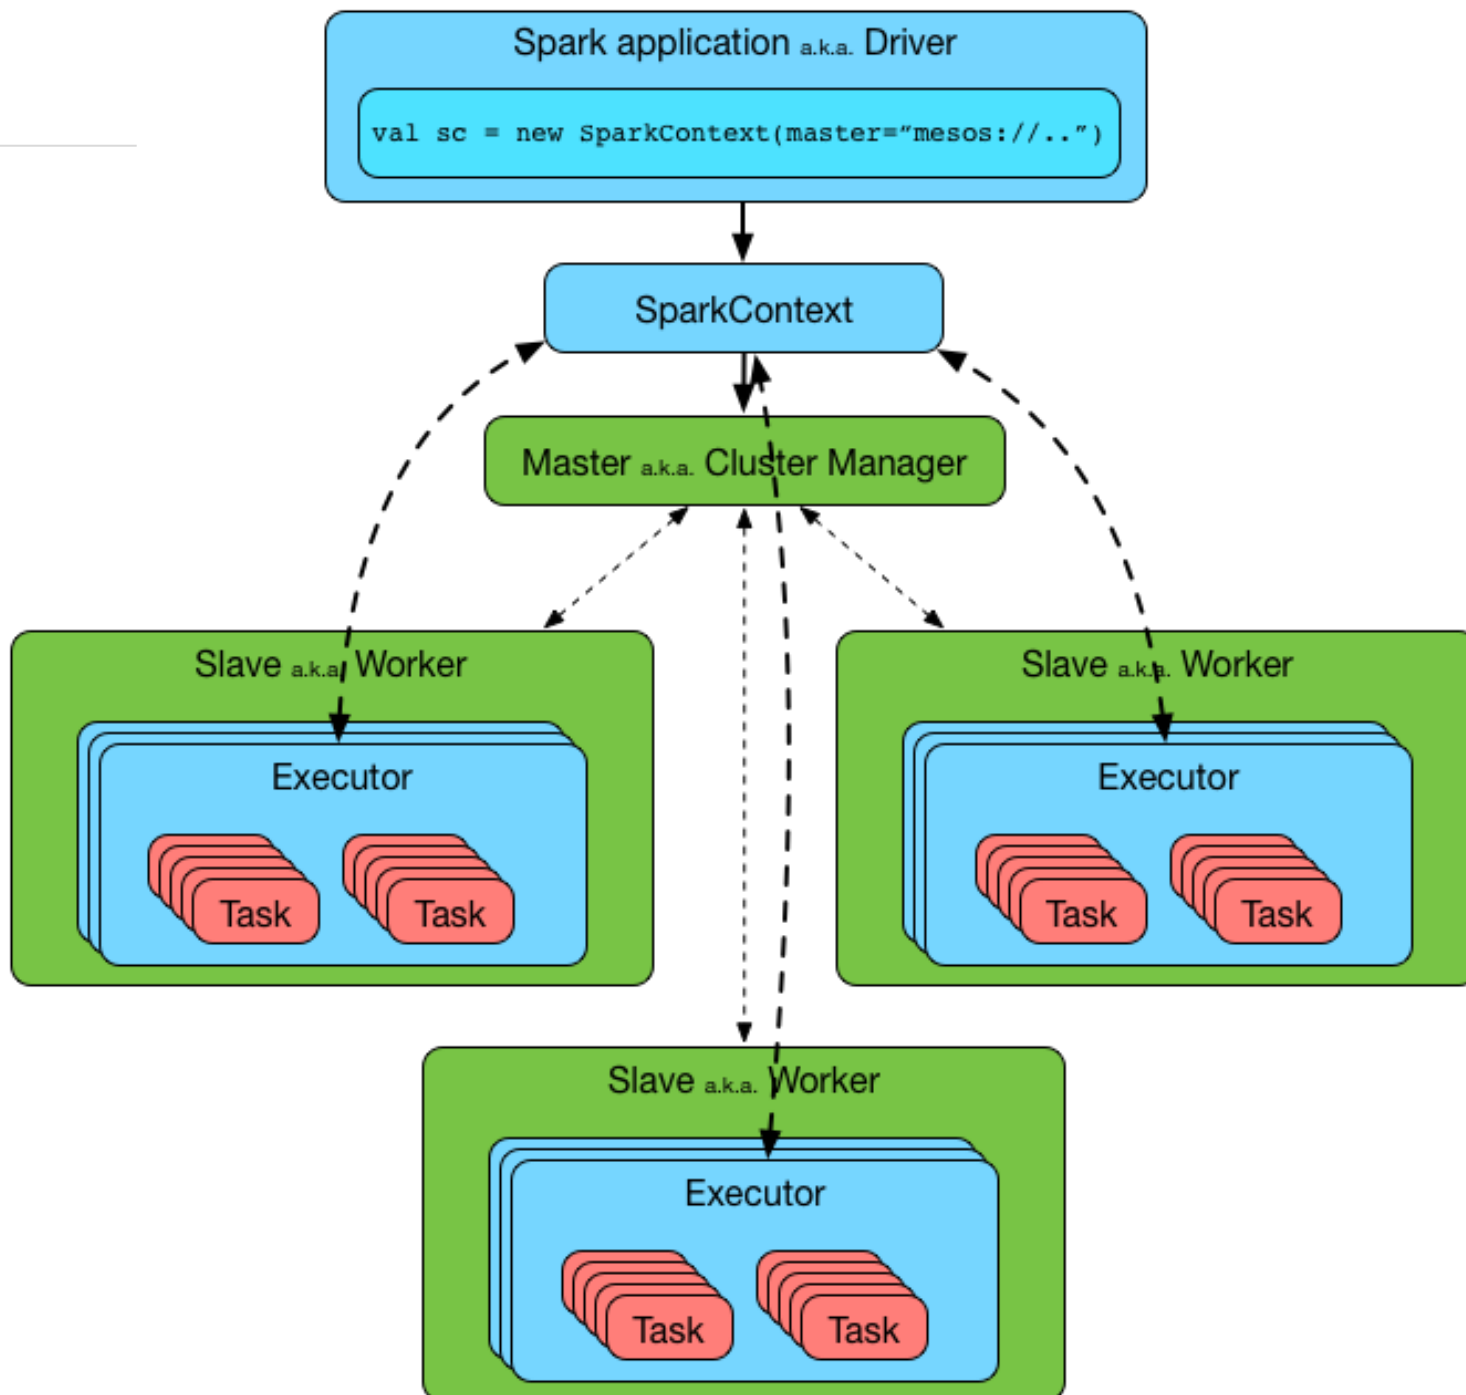 Spark application a.k.a. Driver
val sc = new SparkContext(master=”mesos://..”)
SparkContext
Master a.k.a. Cluster Manager
Slave a.k.a. Worker
Executor
Task
Task
Slave a.k.a. Worker
Executor
Task
Task
Slave a.k.a. Worker
Executor
Task
Task